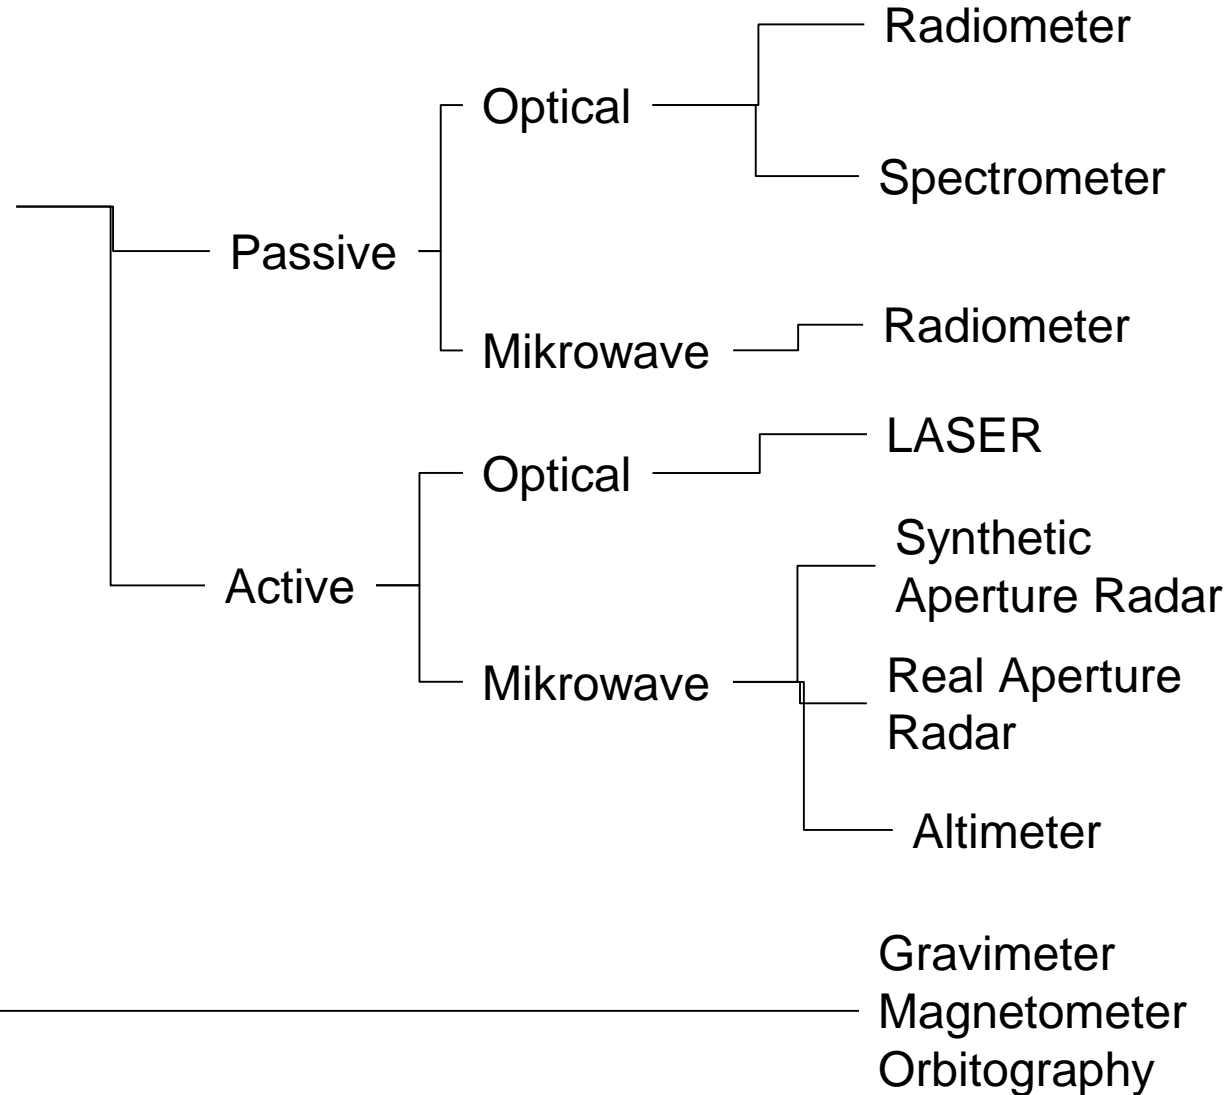 Radiometer
Optical
Spectrometer
Passive
Radiometer
Mikrowave
LASER
Optical
Synthetic
Aperture Radar
Active
Real Aperture
Radar
Mikrowave
Altimeter
Gravimeter
Magnetometer
Orbitography